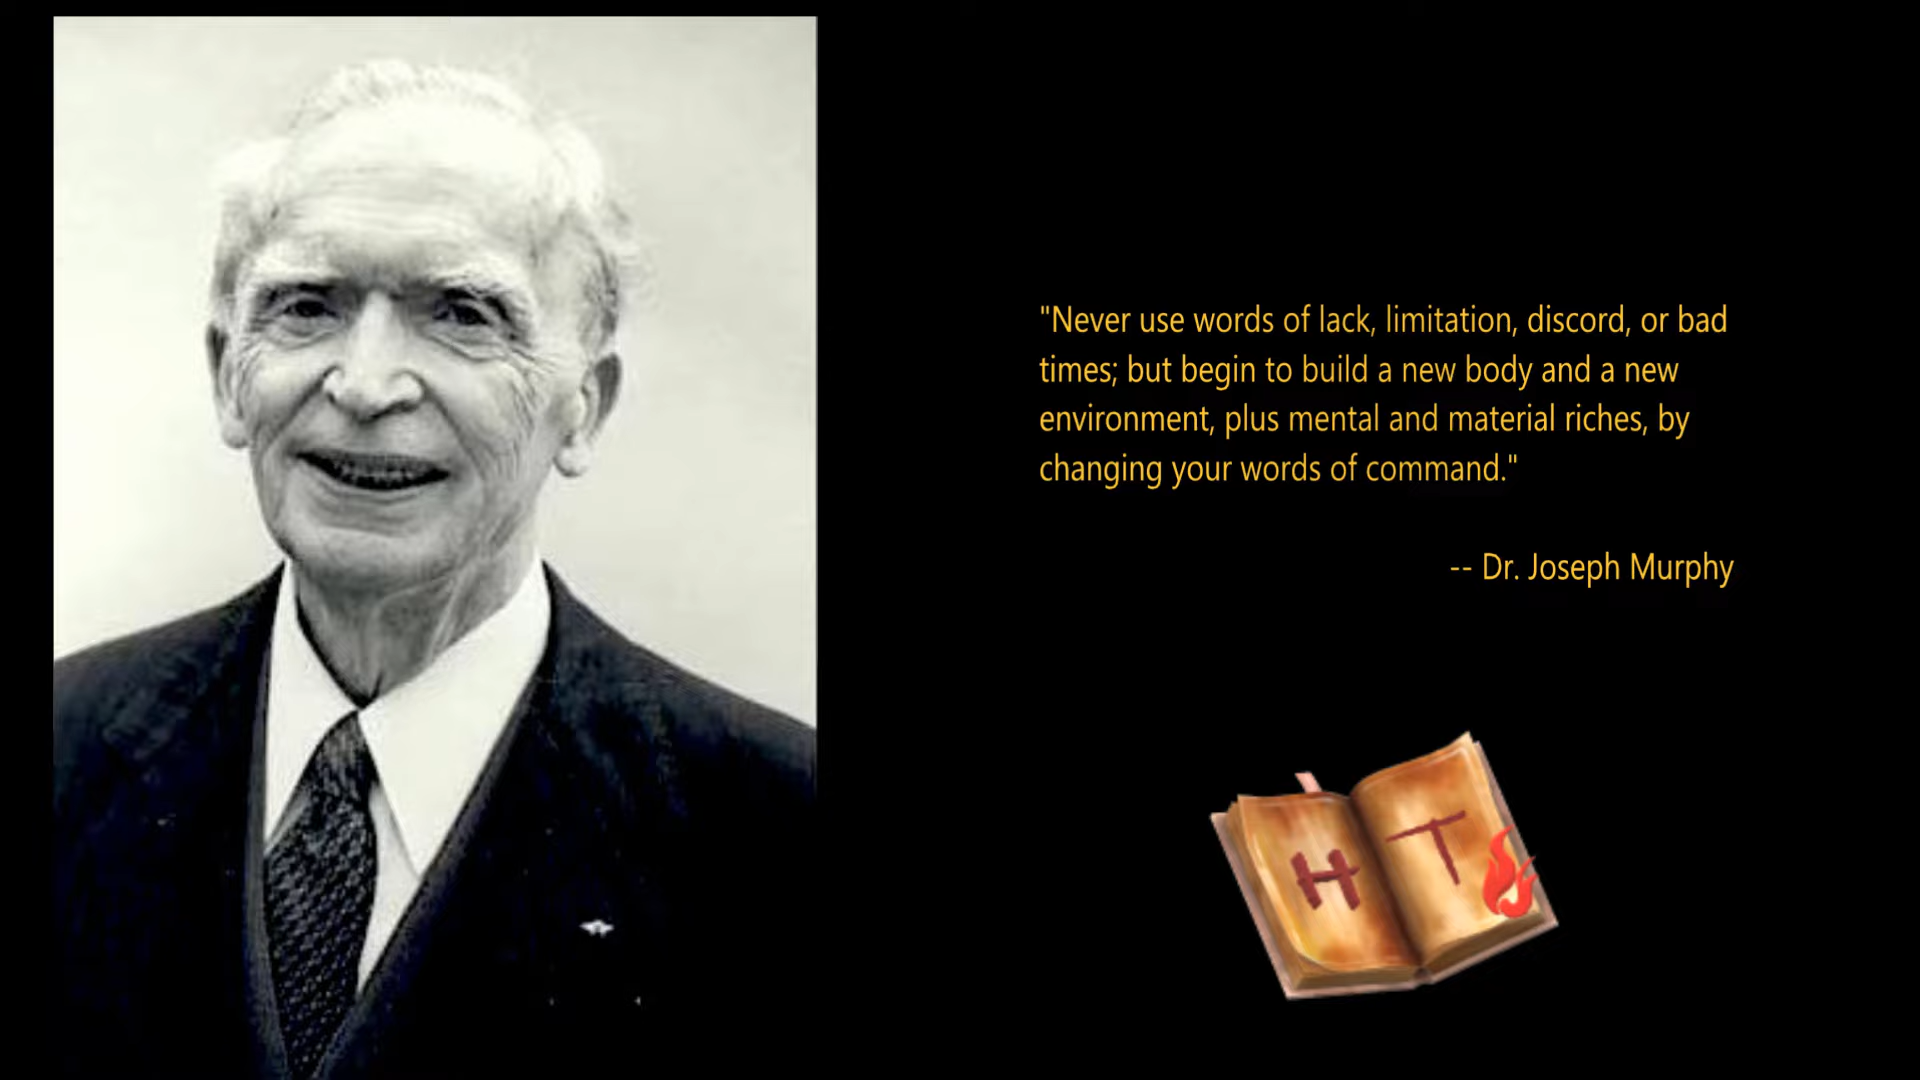 "Never use words of lack, limitation, discord, or bad
times; but begin to build a new body and a new
environment, plus mental and material riches, by
changing your words of command."
-- Dr. Joseph Murphy
H T